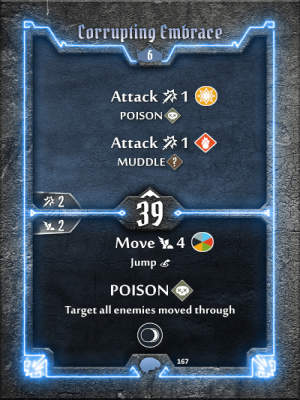 Corrupting Embrace
6
Attack 1
POISON
Attack 1
MUDDLE ?
2
39
2
Move 4
Jump
POISON
Target all enemies moved through
167